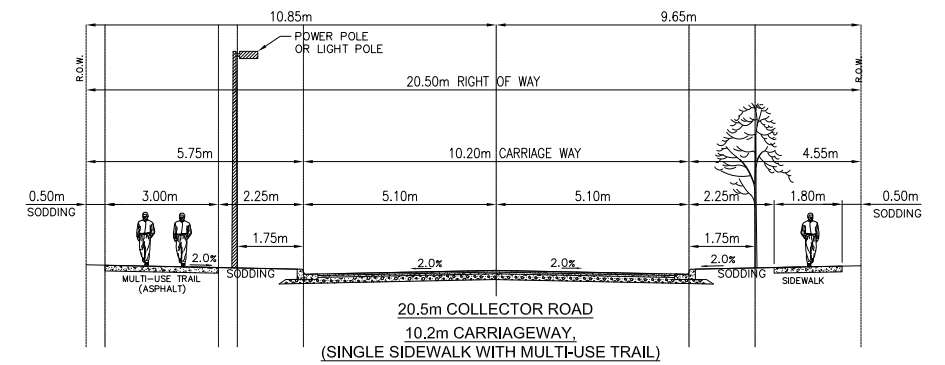 10.85m 9.65m
POWER POLE
OR LIGHT POLE
R.O.W. R.O.W.
20.50m RIGHT OF WAY
5.75m 10.20m CARRIAGE WAY 4.55m
0.50m 3.00m 2.25m 5.10m 5.10m 2.25m 1.80m 0.50m
SODDING SODDING
1.75m 1.75m
2.0% 2.0% 2.0% 2.0%
MULTI-USE TRAIL SODDING SODDING SIDEWALK
(ASPHALT)
20.5m COLLECTOR ROAD
10.2m CARRIAGEWAY,
(SINGLE SIDEWALK WITH MULTI-USE TRAIL)